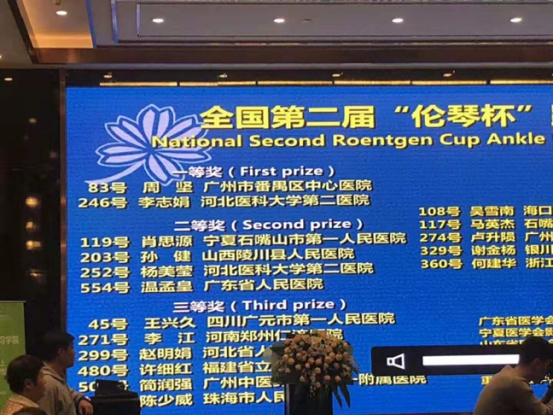 全国第二届“伦琴杯”
National Second Roentgen Cup Ankle
一等奖（First prize）
83号 周 坚 广州市番禺区中心医院
246号 李志娟 河北医科大学第二医院
二等奖（Second prize）
119号 肖思源 宁夏石嘴山市第一人民医院
203号 孙 健 山西陵川县人民医院
252号 杨美莹 河北医科大学第二医院
554号 温孟皇 广东省人民医院
108号 吴雪南 海口
117号 马英杰 石嘴
274号 卢升陨 广州
329号 谢金杨 银川
360号 何建华 浙江
三等奖（Third prize）
45号 王兴久 四川广元市第一人民医院
271号 李 江 河南郑州仁济医院
299号 赵明娟 河北省人
480号 许细红 福建省立
50 简润强 广州中医 一附属医院
陈少威 珠海市人民
广东省医学会
宁夏医学影